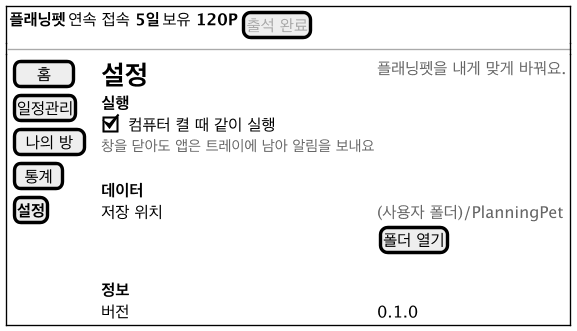 플래닝펫 연속 접속 5일 보유 120P 출석 완료
홈
일정관리
나의 방
통계
설정
설정
플래닝펫을 내게 맞게 바꿔요.
실행
컴퓨터 켤 때 같이 실행
창을 닫아도 앱은 트레이에 남아 알림을 보내요
데이터
저장 위치
(사용자 폴더)/PlanningPet
폴더 열기
정보
버전
0.1.0